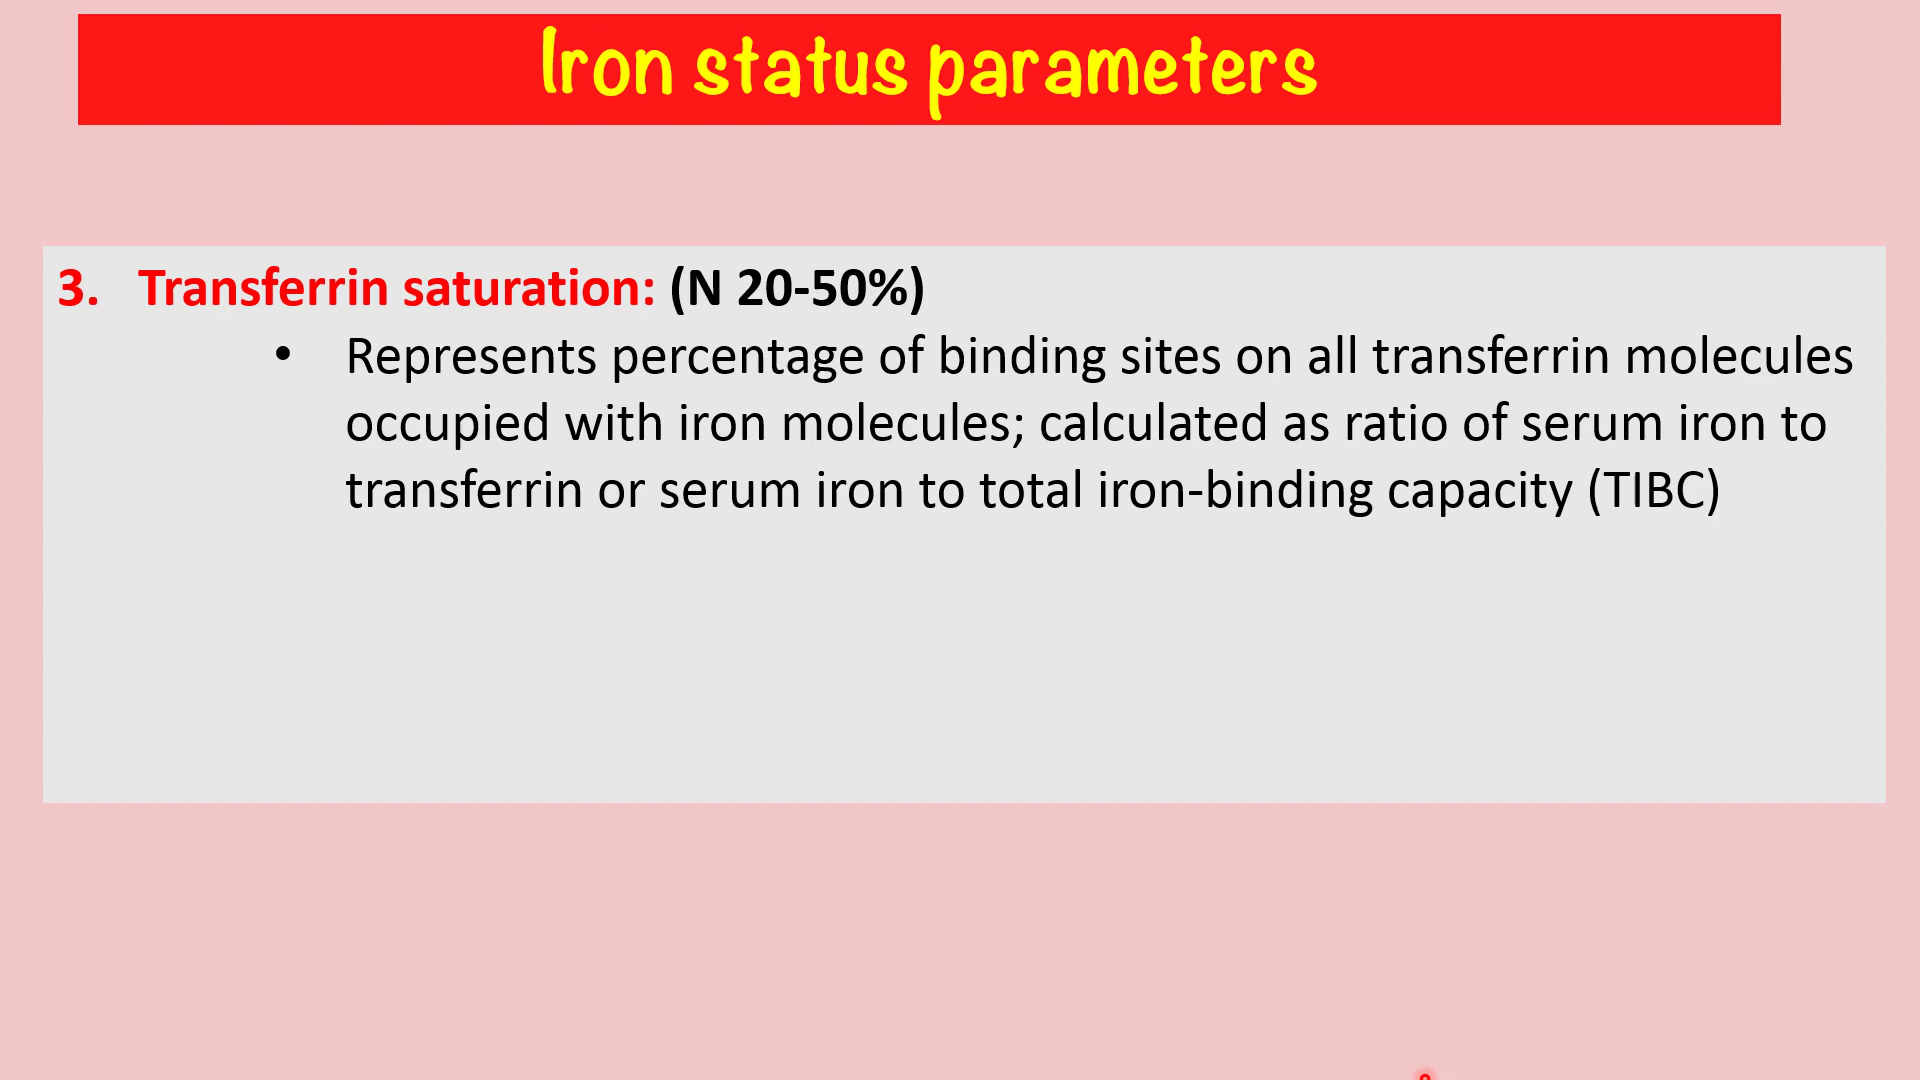 Iron status parameters
3. Transferrin saturation: (N 20-50%)
• Represents percentage of binding sites on all transferrin molecules
occupied with iron molecules; calculated as ratio of serum iron to
transferrin or serum iron to total iron-binding capacity (TIBC)